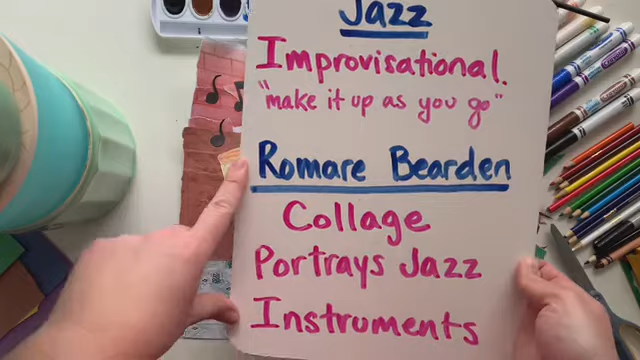 Jazz
Improvisational.
"make it up as you go"
Romare Bearden
Collage
Portrays Jazz
Instruments